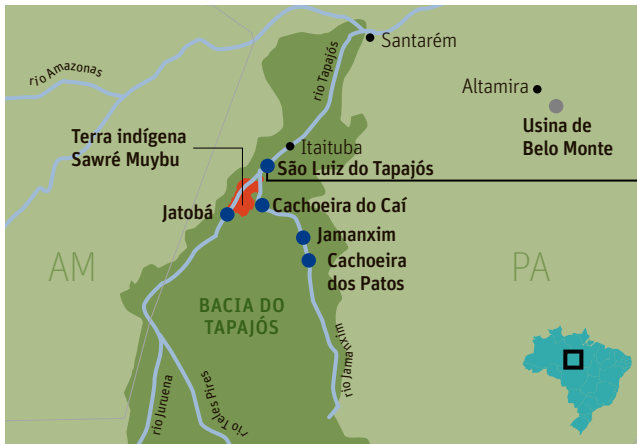 Santarém
rio Amazonas
rio Tapajós
Altamira
Usina de
Belo Monte
Terra indígena
Sawré Muybu
Itaituba
São Luiz do Tapajós
Jatobá
Cachoeira do Caí
Jamanxim
Cachoeira
dos Patos
AM
PA
BACIA DO
TAPAJÓS
rio Jamanxim
rio Juruena
rio Teles Pires